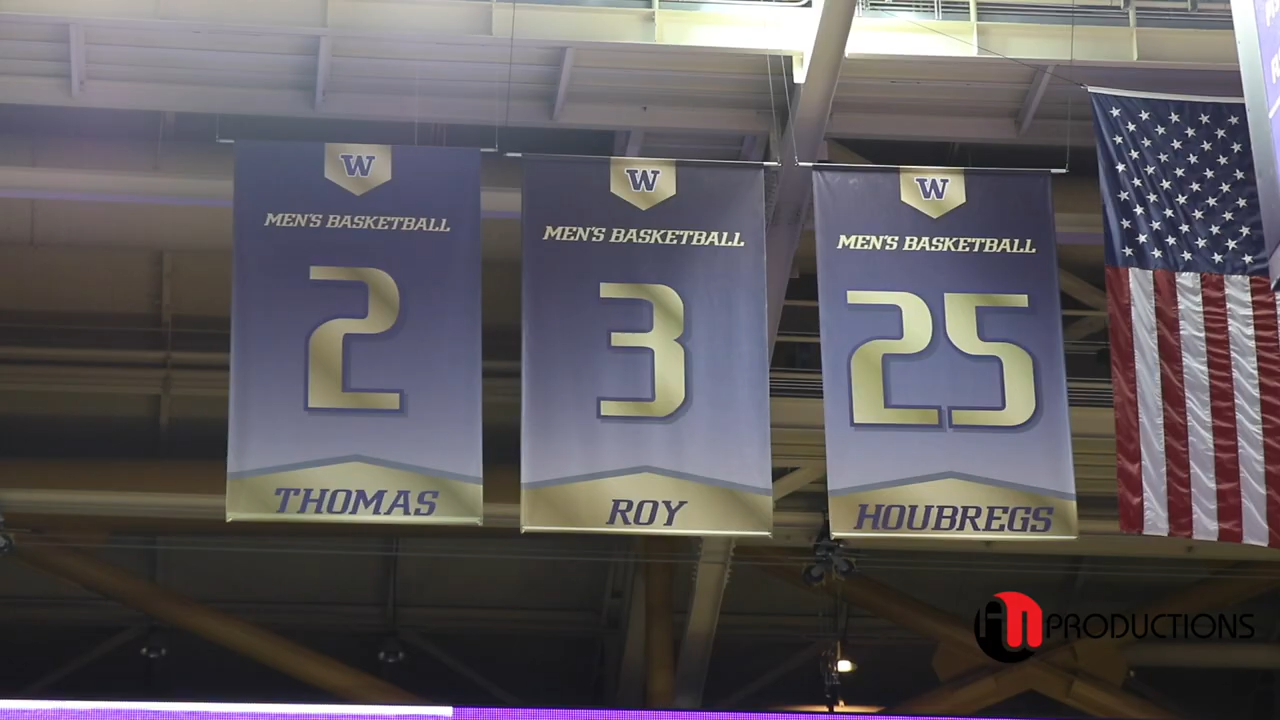 W
MEN'S BASKETBALL
2
THOMAS
W
MEN'S BASKETBALL
3
ROY
W
MEN'S BASKETBALL
25
HOUBREGS
PRODUCTIONS